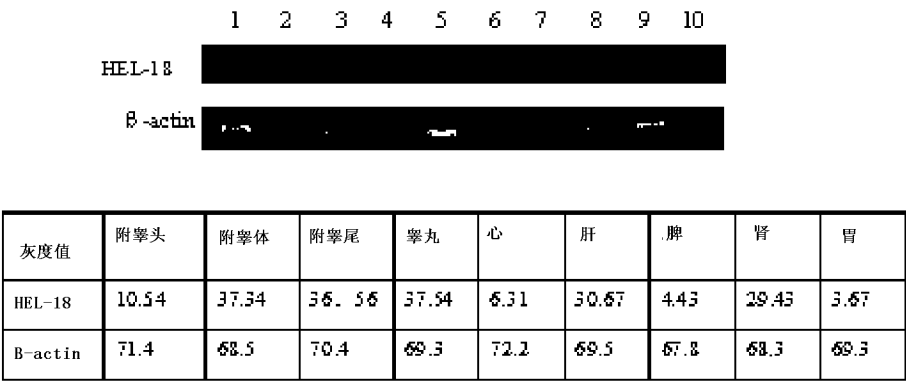 1 2 3 4 5 6 7 8 9 10
HEL-18
β-actin
灰度值 附睾头 附睾体 附睾尾 睾丸 心 肝 脾 肾 胃
HEL-18 10.54 37.34 36. 56 37.54 6.31 30.67 4.43 29.43 3.67
B-actin 71.4 68.5 70.4 69.3 72.2 69.5 67.8 68.3 69.3